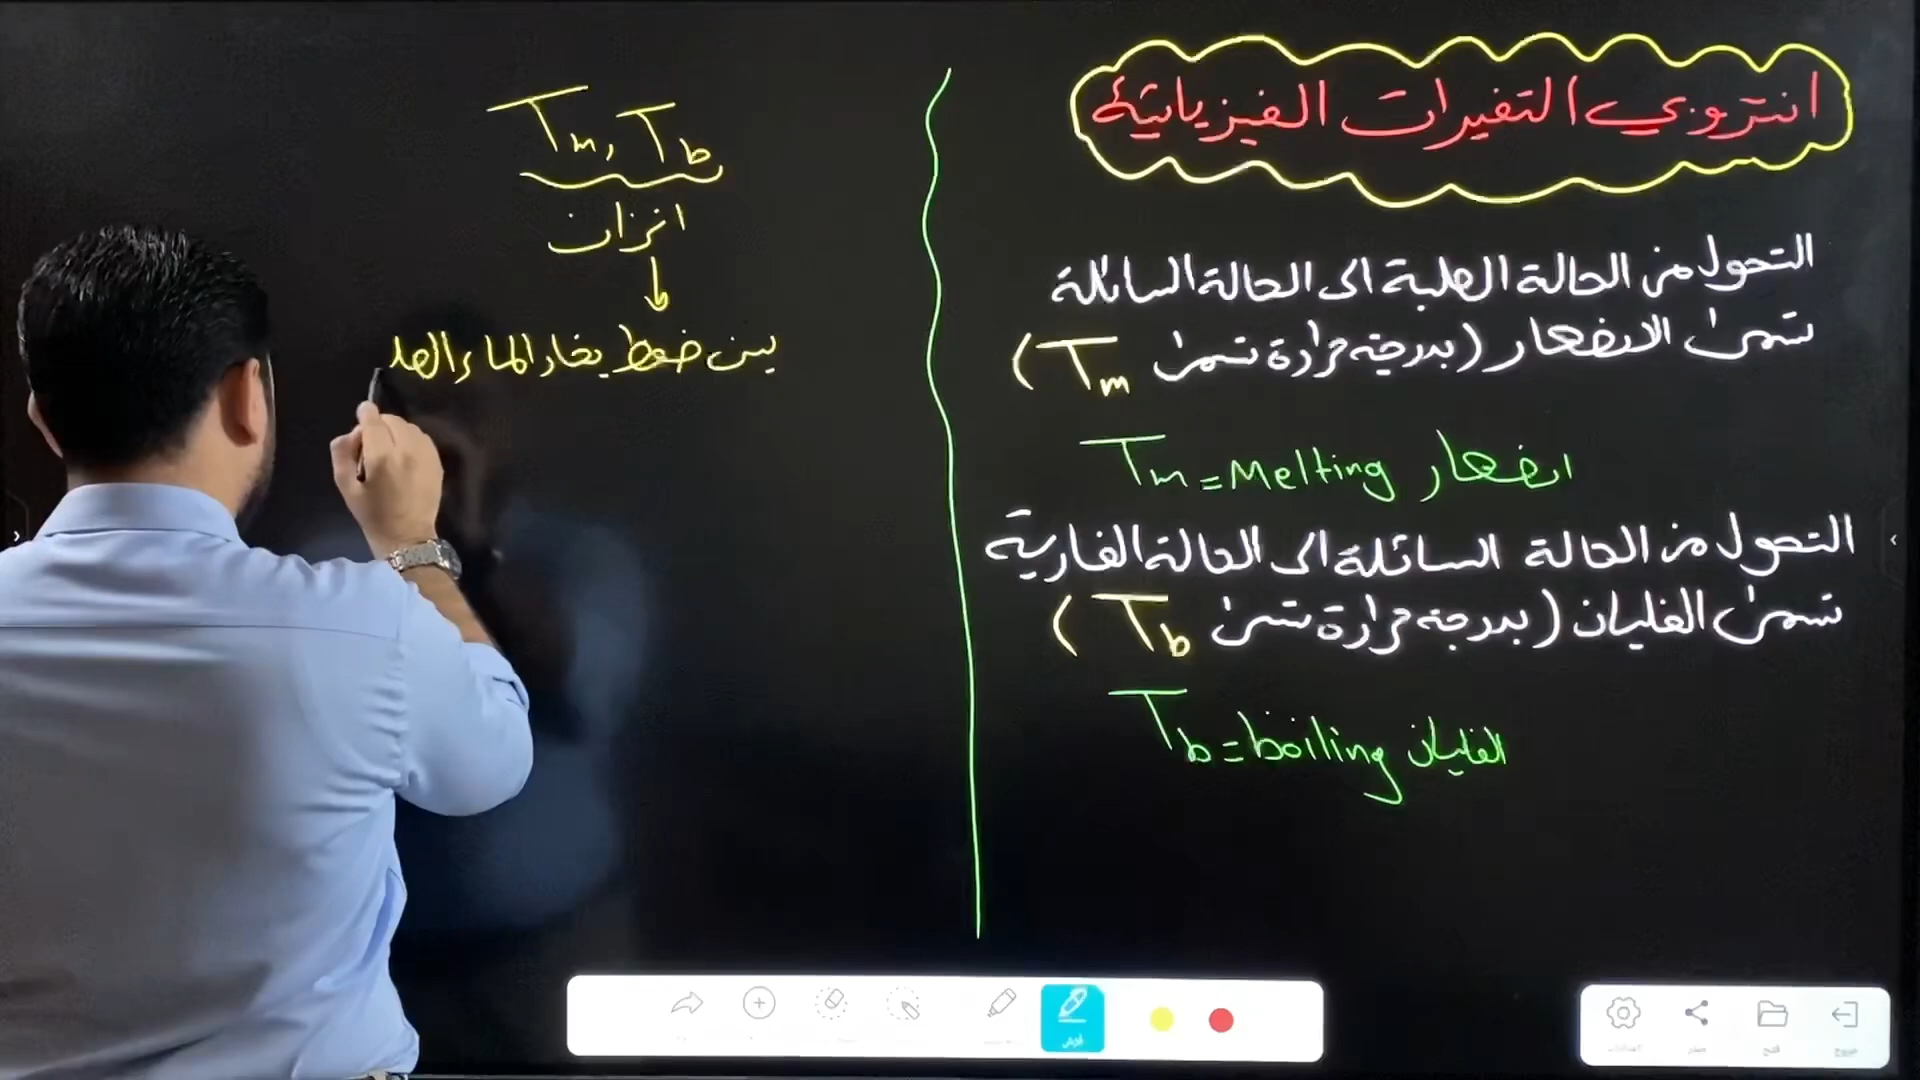 انتروبي التغيرات الفيزيائية
التحول من الحالة الصلبة الى الحالة السائلة
تسمى الانصهار (بدرجة حرارة تسمى Tm)
Tm = Melting انصهار
التحول من الحالة السائلة الى الحالة الغازية
تسمى الغليان (بدرجة حرارة تسمى Tb)
Tb = boiling الغليان
Tm, Tb
اتزان
بين ضغط بخار الماء الصلـ